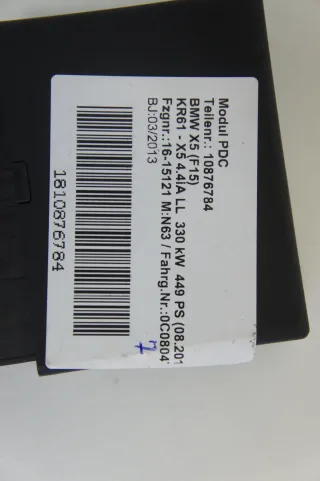 Modul PDC
Teilenr.: 10876784
BMW X5 (F15)
KR61 - X5 4.4iA LL 330 kW 449 PS (08.201
Fzgnr.:16-15121 M:N63 / Fahrg.Nr.:0C0804
BJ:03/2013
1810876784